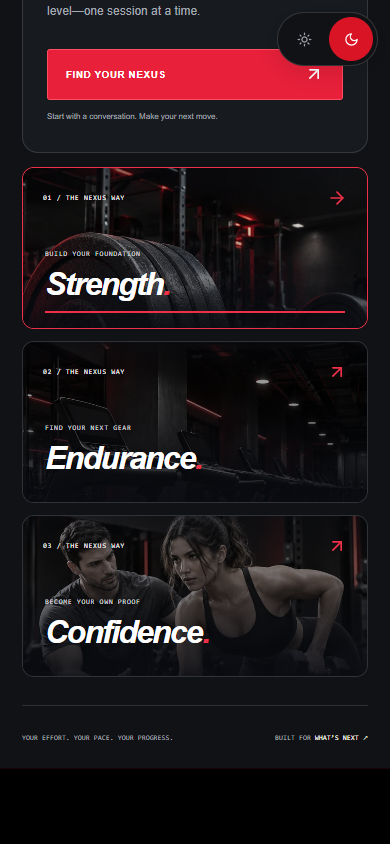 level—one session at a time.
FIND YOUR NEXUS
Start with a conversation. Make your next move.
01 / THE NEXUS WAY
BUILD YOUR FOUNDATION
Strength.
02 / THE NEXUS WAY
FIND YOUR NEXT GEAR
Endurance.
03 / THE NEXUS WAY
BECOME YOUR OWN PROOF
Confidence.
YOUR EFFORT. YOUR PACE. YOUR PROGRESS.
BUILT FOR WHAT'S NEXT ↗